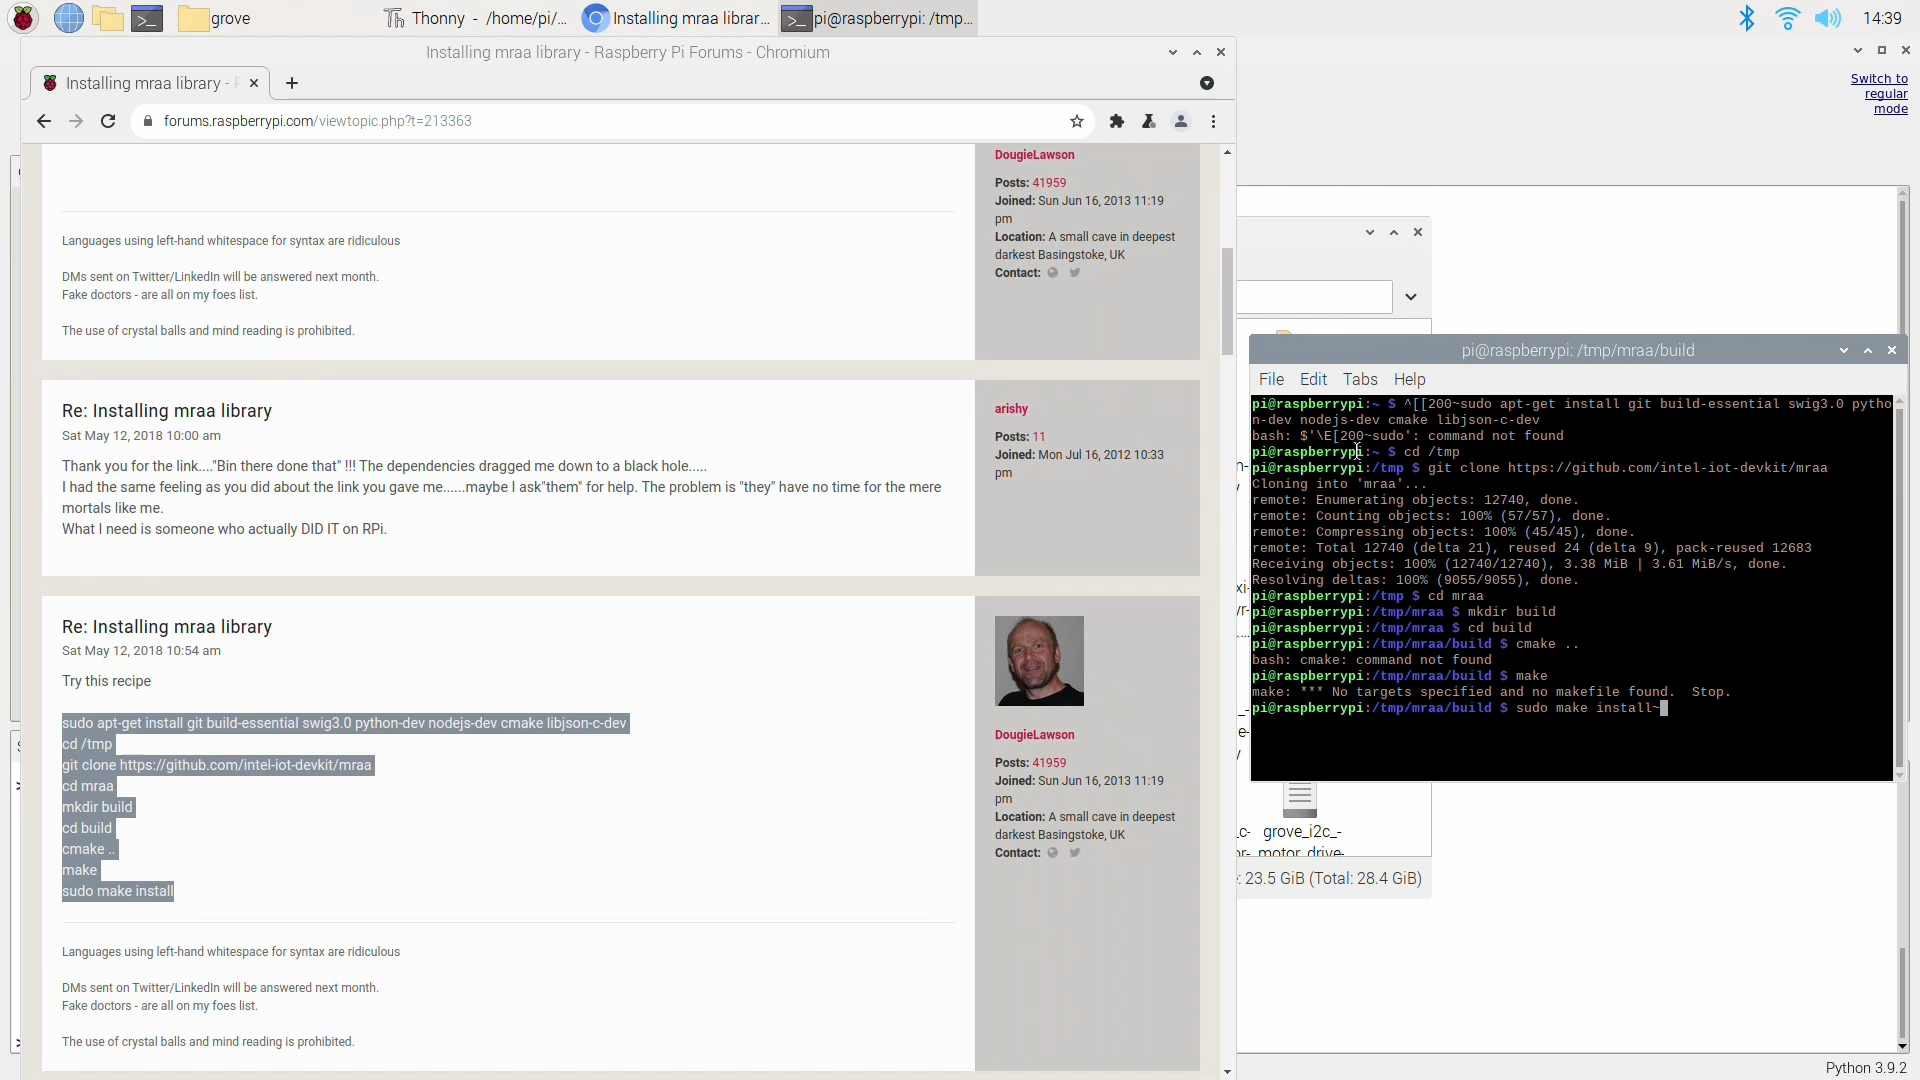 grove
Thonny - /home/pi/...
Installing mraa librar...
pi@raspberrypi: /tmp...
14:39
Installing mraa library - Raspberry Pi Forums - Chromium
Switch to
regular
mode
Installing mraa library -
forums.raspberrypi.com/viewtopic.php?t=213363
DougieLawson
Posts: 41959
Joined: Sun Jun 16, 2013 11:19
pm
Location: A small cave in deepest
darkest Basingstoke, UK
Contact:
Languages using left-hand whitespace for syntax are ridiculous
DMs sent on Twitter/LinkedIn will be answered next month.
Fake doctors - are all on my foes list.
The use of crystal balls and mind reading is prohibited.
Re: Installing mraa library
Sat May 12, 2018 10:00 am
Thank you for the link...."Bin there done that" !!! The dependencies dragged me down to a black hole.....
I had the same feeling as you did about the link you gave me......maybe I ask"them" for help. The problem is "they" have no time for the mere
mortals like me.
What I need is someone who actually DID IT on RPi.
arishy
Posts: 11
Joined: Mon Jul 16, 2012 10:33
pm
Re: Installing mraa library
Sat May 12, 2018 10:54 am
Try this recipe
sudo apt-get install git build-essential swig3.0 python-dev nodejs-dev cmake libjson-c-dev
cd /tmp
git clone https://github.com/intel-iot-devkit/mraa
cd mraa
mkdir build
cd build
cmake ..
make
sudo make install
Languages using left-hand whitespace for syntax are ridiculous
DMs sent on Twitter/LinkedIn will be answered next month.
Fake doctors - are all on my foes list.
The use of crystal balls and mind reading is prohibited.
DougieLawson
Posts: 41959
Joined: Sun Jun 16, 2013 11:19
pm
Location: A small cave in deepest
darkest Basingstoke, UK
Contact:
pi@raspberrypi: /tmp/mraa/build
File Edit Tabs Help
pi@raspberrypi:~ $ ^[[200~sudo apt-get install git build-essential swig3.0 pytho
n-dev nodejs-dev cmake libjson-c-dev
bash: $'\E[200~sudo': command not found
pi@raspberrypi:~ $ cd /tmp
pi@raspberrypi:/tmp $ git clone https://github.com/intel-iot-devkit/mraa
Cloning into 'mraa'...
remote: Enumerating objects: 12740, done.
remote: Counting objects: 100% (57/57), done.
remote: Compressing objects: 100% (45/45), done.
remote: Total 12740 (delta 21), reused 24 (delta 9), pack-reused 12683
Receiving objects: 100% (12740/12740), 3.38 MiB | 3.61 MiB/s, done.
Resolving deltas: 100% (9055/9055), done.
pi@raspberrypi:/tmp $ cd mraa
pi@raspberrypi:/tmp/mraa $ mkdir build
pi@raspberrypi:/tmp/mraa $ cd build
pi@raspberrypi:/tmp/mraa/build $ cmake ..
bash: cmake: command not found
pi@raspberrypi:/tmp/mraa/build $ make
make: *** No targets specified and no makefile found.  Stop.
pi@raspberrypi:/tmp/mraa/build $ sudo make install~
grove_i2c_-
motor_drive-
: 23.5 GiB (Total: 28.4 GiB)
Python 3.9.2